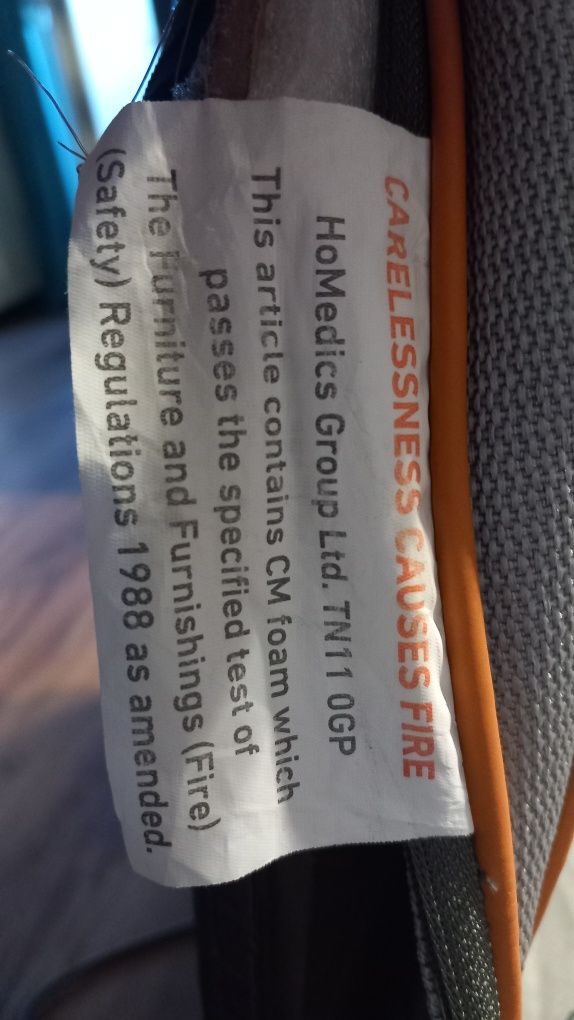 CARELESSNESS CAUSES FIRE
HoMedics Group Ltd. TN11 0GP
This article contains CM foam which
passes the specified test of
The Furniture and Furnishings (Fire)
(Safety) Regulations 1988 as amended.